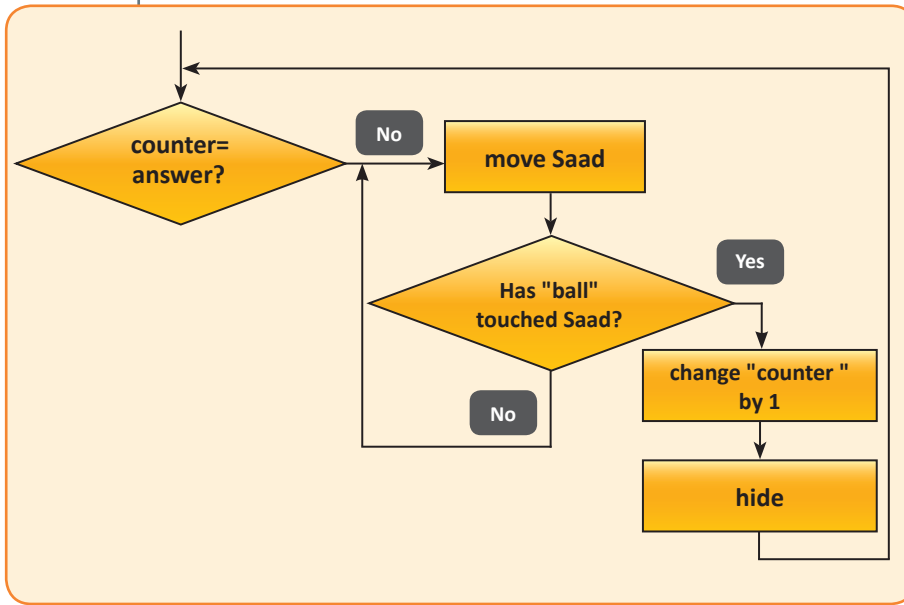 counter=
answer?
No
move Saad
Has "ball"
touched Saad?
Yes
No
change "counter "
by 1
hide